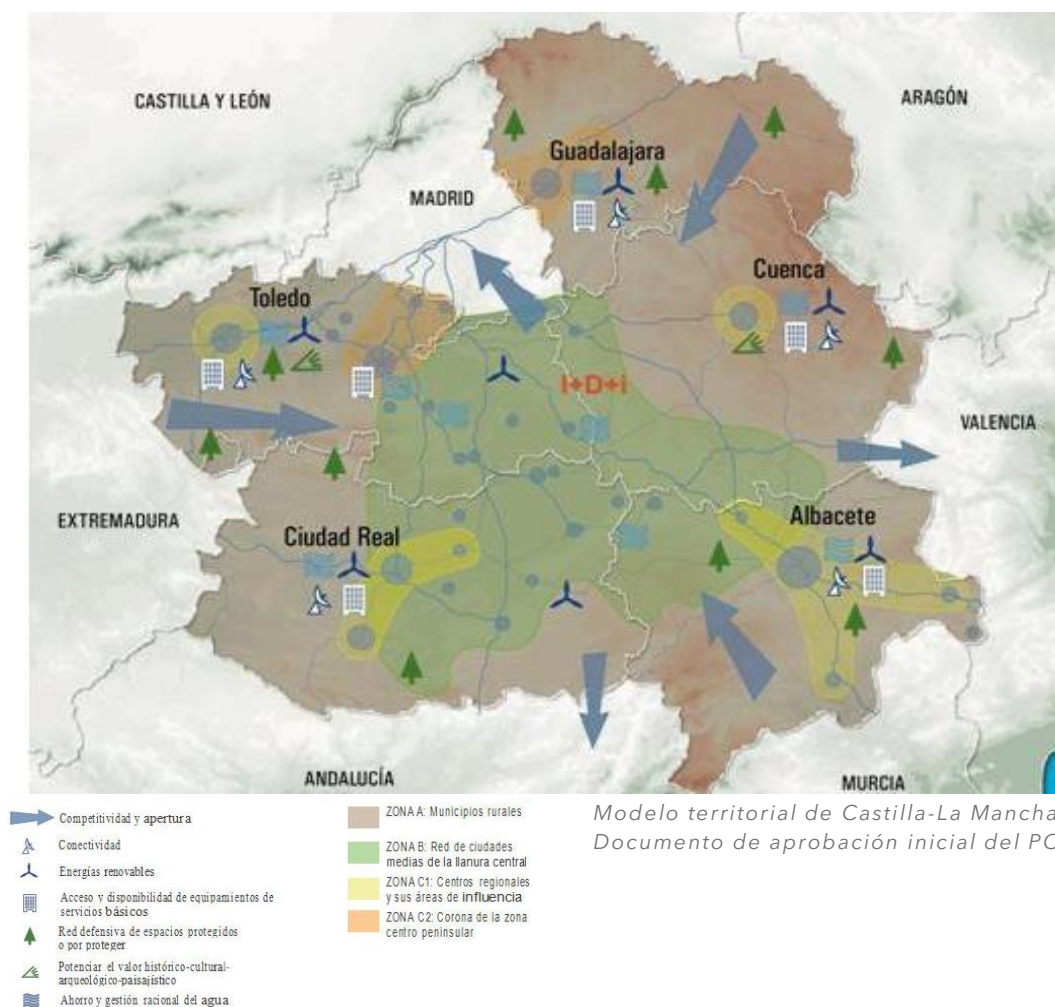 CASTILLA Y LEÓN
ARAGÓN
Guadalajara
MADRID
Cuenca
Toledo
I+D+i
VALENCIA
EXTREMADURA
Ciudad Real
Albacete
ANDALUCÍA
MURCIA
Competitividad y apertura
Conectividad
Energías renovables
Acceso y disponibilidad de equipamientos de
servicios básicos
Red defensiva de espacios protegidos
o por proteger
Potenciar el valor histórico-cultural-
arqueológico-paisajístico
Ahorro y gestión racional del agua
ZONA A: Municipios rurales
ZONA B: Red de ciudades
medias de la llanura central
ZONA C1: Centros regionales
y sus áreas de influencia
ZONA C2: Corona de la zona
centro peninsular
Modelo territorial de Castilla-La Mancha
Documento de aprobación inicial del PO